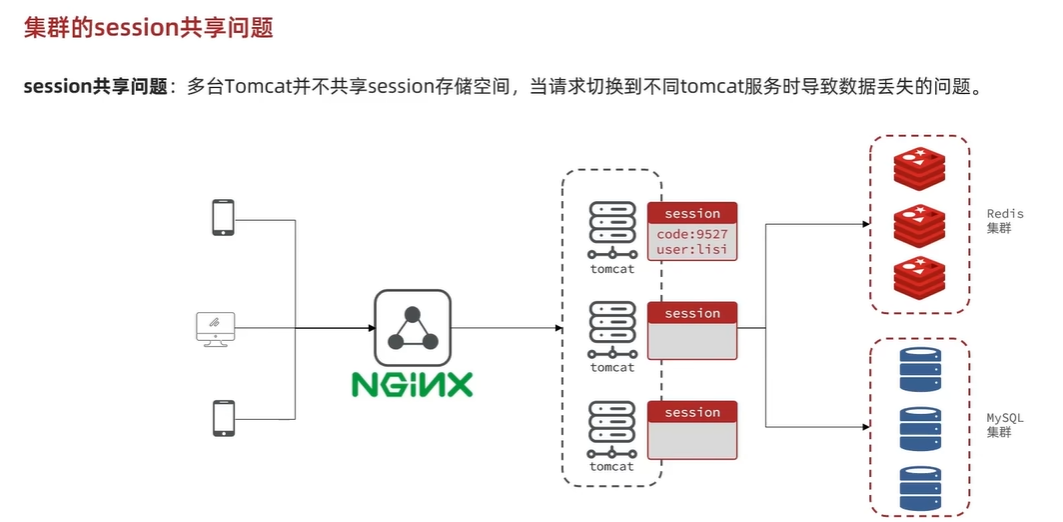 集群的session共享问题
session共享问题：多台Tomcat并不共享session存储空间，当请求切换到不同tomcat服务时导致数据丢失的问题。
session
code:9527
user:lisi
tomcat
Redis
集群
NGiNX
session
tomcat
session
tomcat
MySQL
集群